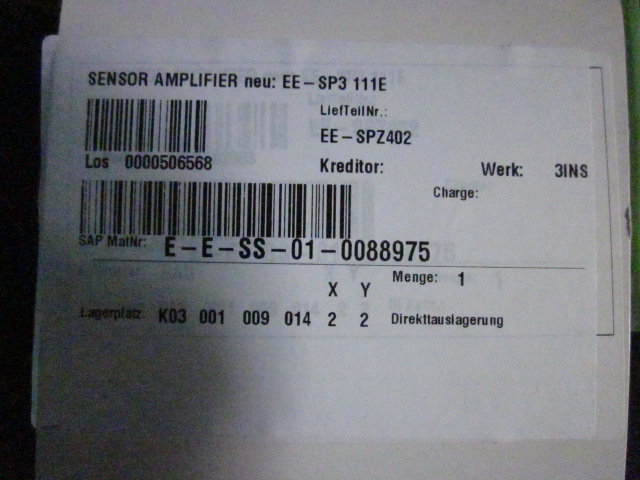 SENSOR AMPLIFIER neu: EE-SP3 111E
LiefTeilNr.:
EE-SPZ402
Los 0000506568
Kreditor:
Werk: 3INS
Charge:
SAP MatNr: E-E-SS-01-0088975
Menge: 1
X Y
Lagerplatz: K03 001 009 014 2 2 Direkttauslagerung